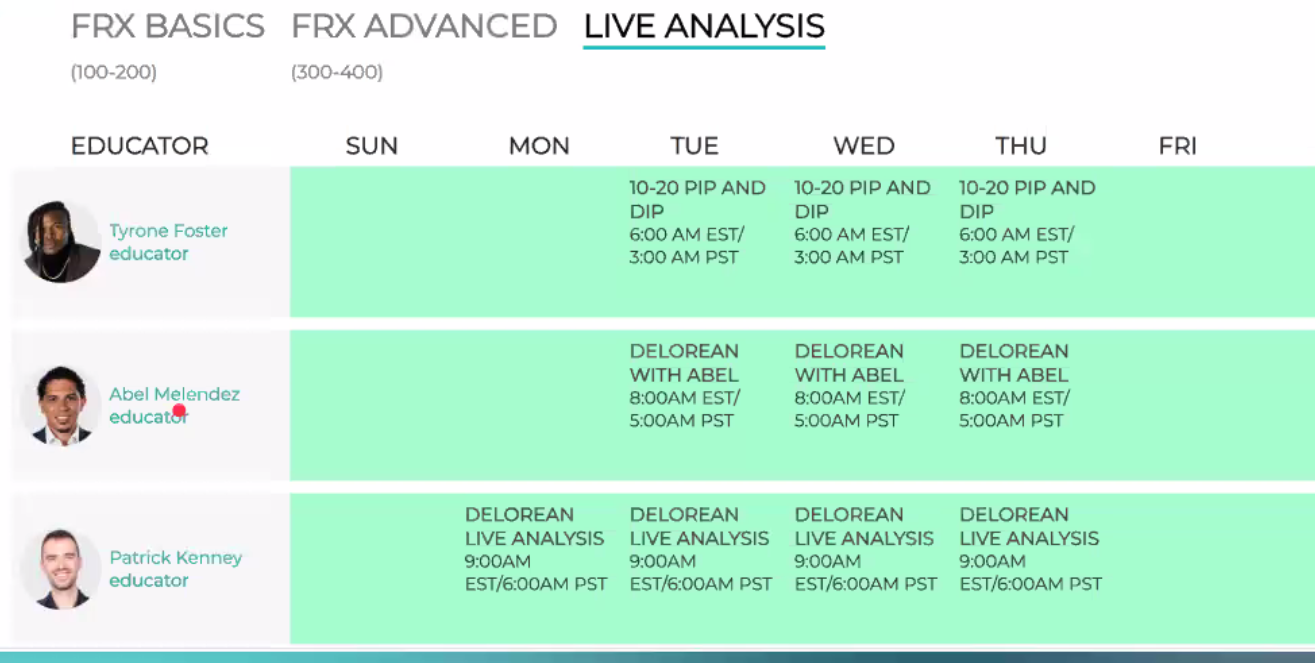 FRX BASICS FRX ADVANCED LIVE ANALYSIS
(100-200) (300-400)
EDUCATOR SUN MON TUE WED THU FRI
Tyrone Foster
educator
10-20 PIP AND
DIP
6:00 AM EST/
3:00 AM PST
10-20 PIP AND
DIP
6:00 AM EST/
3:00 AM PST
10-20 PIP AND
DIP
6:00 AM EST/
3:00 AM PST
Abel Melendez
educator
DELOREAN
WITH ABEL
8:00AM EST/
5:00AM PST
DELOREAN
WITH ABEL
8:00AM EST/
5:00AM PST
DELOREAN
WITH ABEL
8:00AM EST/
5:00AM PST
Patrick Kenney
educator
DELOREAN
LIVE ANALYSIS
9:00AM
EST/6:00AM PST
DELOREAN
LIVE ANALYSIS
9:00AM
EST/6:00AM PST
DELOREAN
LIVE ANALYSIS
9:00AM
EST/6:00AM PST
DELOREAN
LIVE ANALYSIS
9:00AM
EST/6:00AM PST